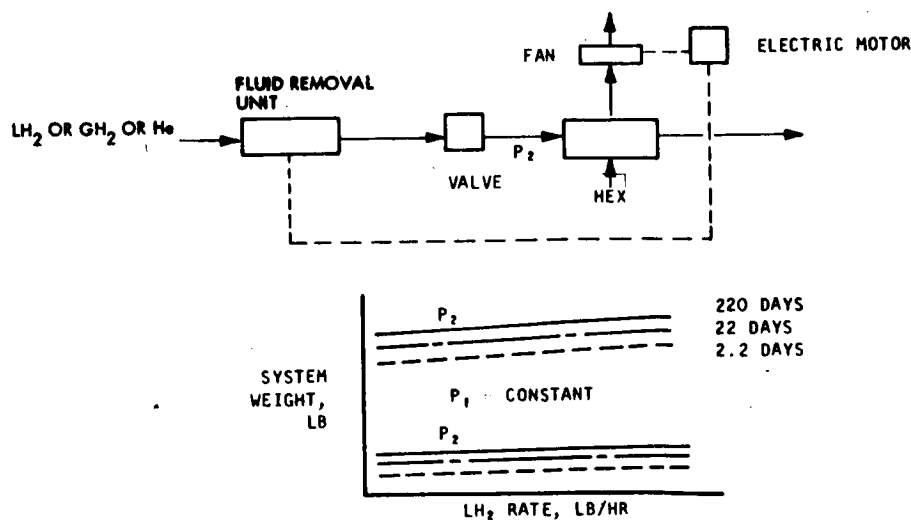 FAN
ELECTRIC MOTOR
FLUID REMOVAL
UNIT
LH2 OR GH2 OR He
P2
VALVE
HEX
P2
220 DAYS
22 DAYS
2.2 DAYS
SYSTEM
WEIGHT,
LB
P1 = CONSTANT
P2
LH2 RATE, LB/HR